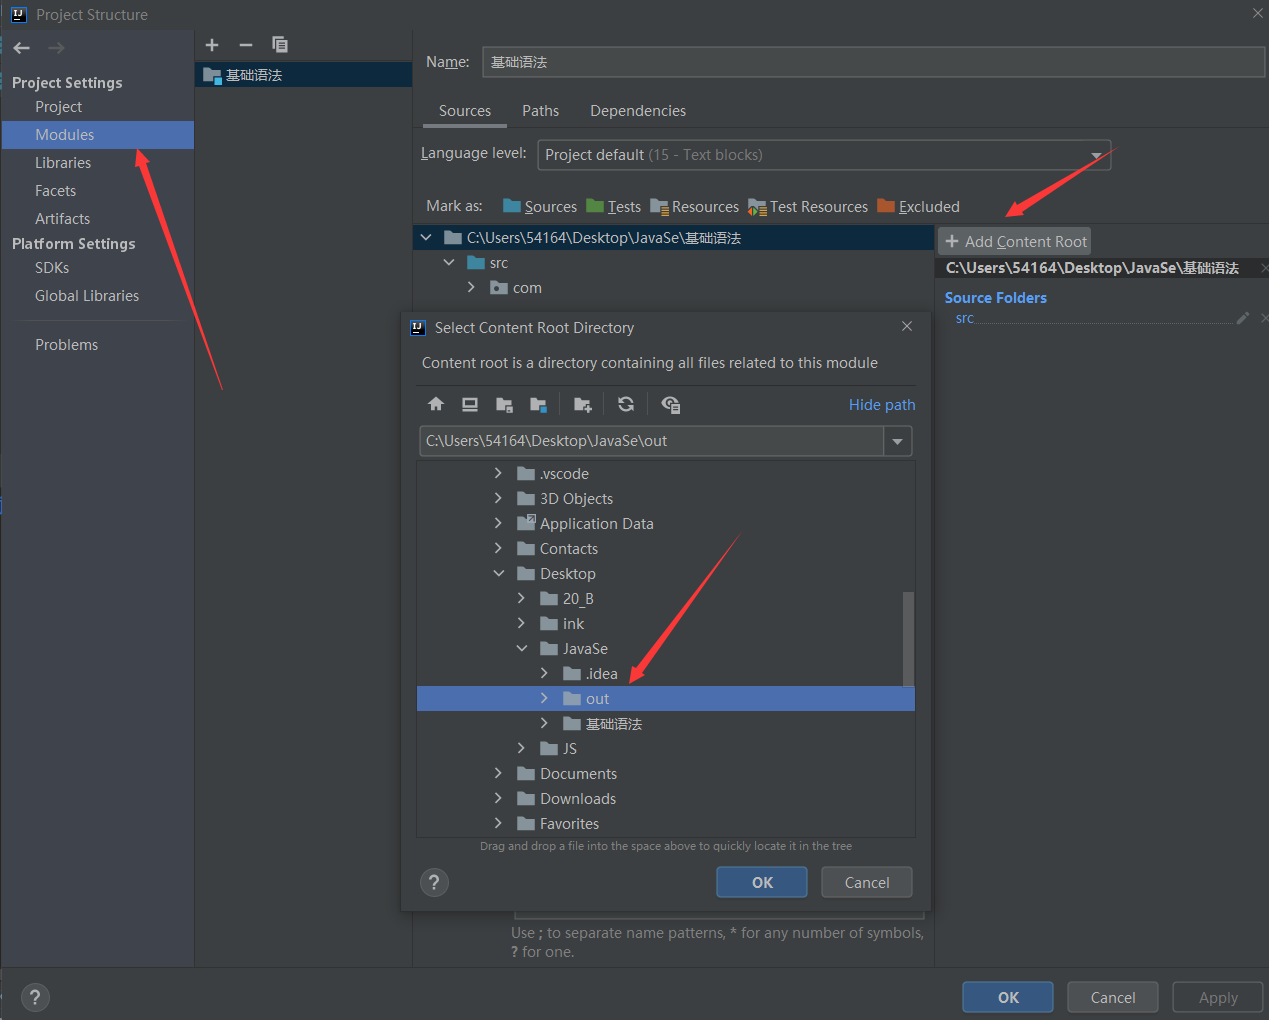 Project Structure
Project Settings
Project
Modules
Libraries
Facets
Artifacts
Platform Settings
SDKs
Global Libraries
Problems
基础语法
Name: 基础语法
Sources Paths Dependencies
Language level: Project default (15 - Text blocks)
Mark as: Sources Tests Resources Test Resources Excluded
C:\Users\54164\Desktop\JavaSe\基础语法
src
com
+ Add Content Root
C:\Users\54164\Desktop\JavaSe\基础语法
Source Folders
src
Select Content Root Directory
Content root is a directory containing all files related to this module
Hide path
C:\Users\54164\Desktop\JavaSe\out
.vscode
3D Objects
Application Data
Contacts
Desktop
20_B
ink
JavaSe
.idea
out
基础语法
JS
Documents
Downloads
Favorites
Drag and drop a file into the space above to quickly locate it in the tree
? OK Cancel
Use ; to separate name patterns, * for any number of symbols,
? for one.
? OK Cancel Apply